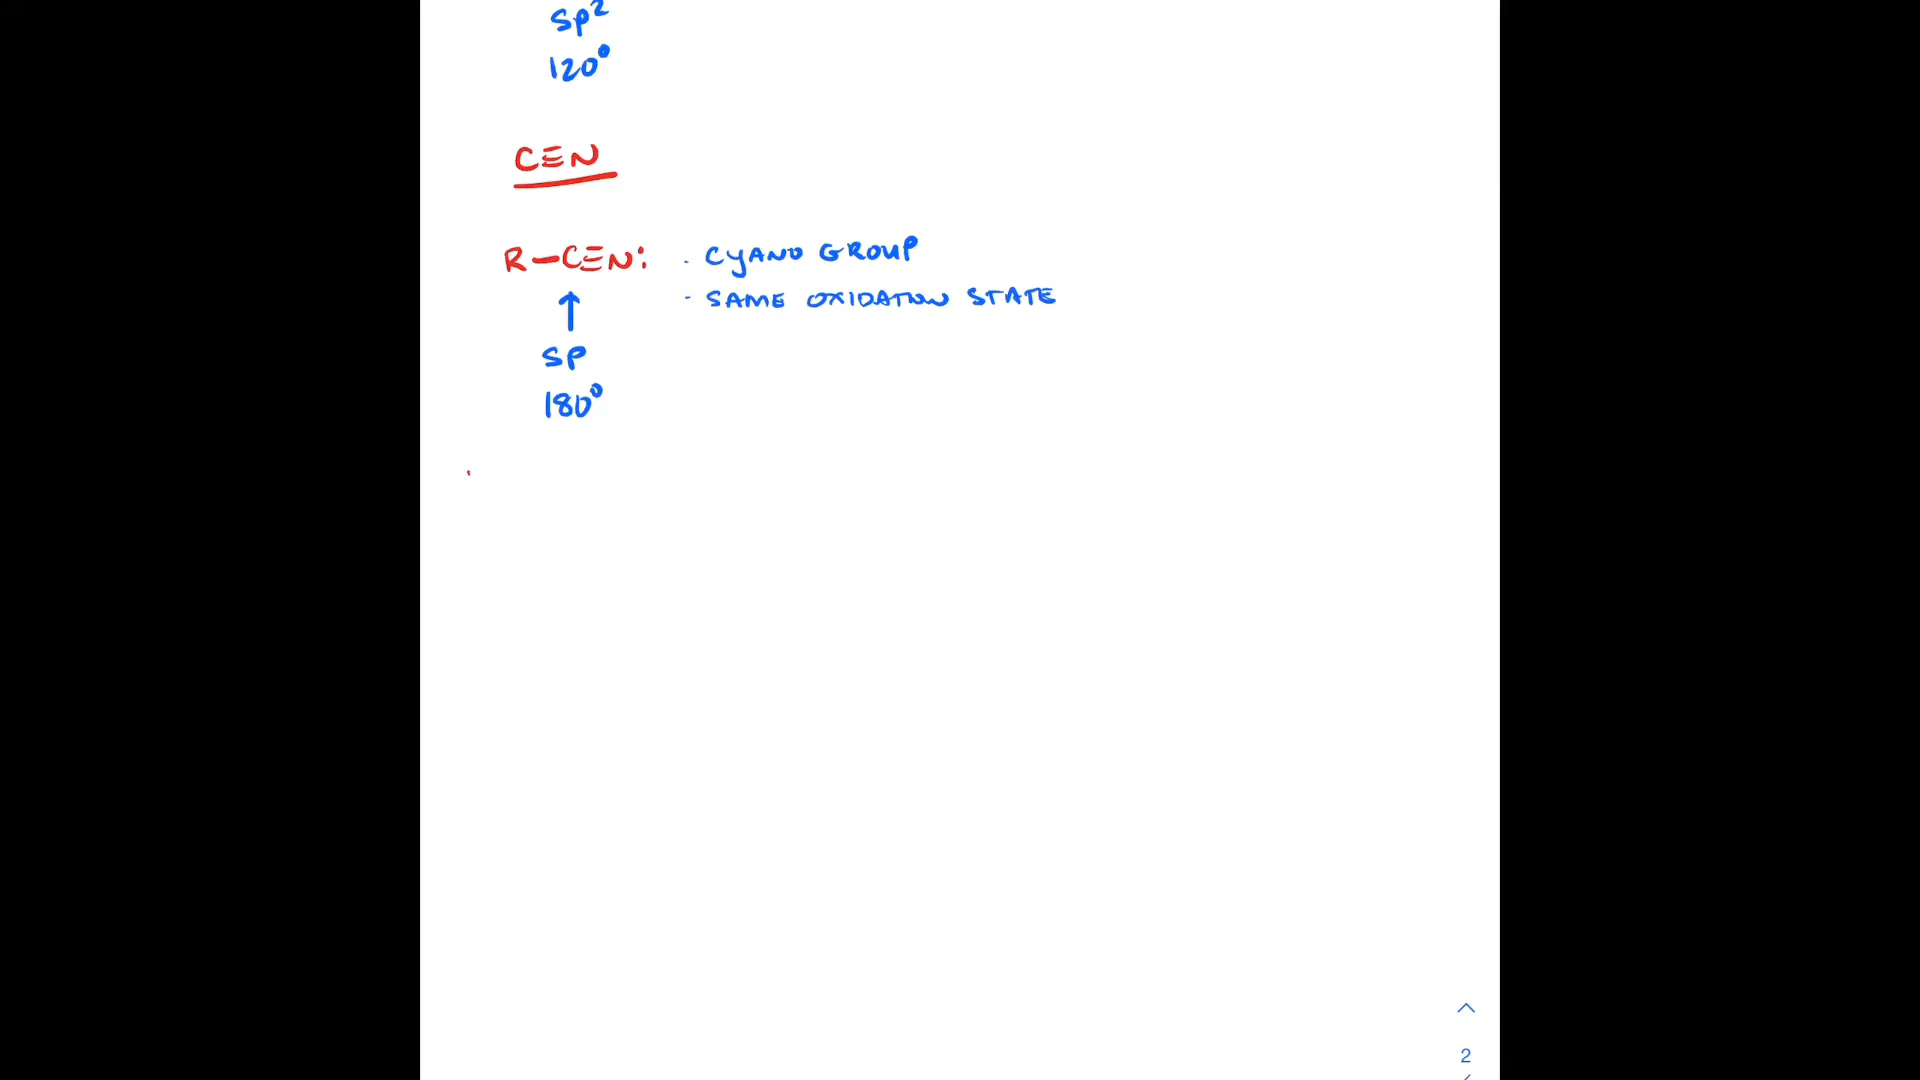 SP²
120°
C≡N
R-C≡N: · CYANO GROUP
· SAME OXIDATION STATE
↑
SP
180°
2